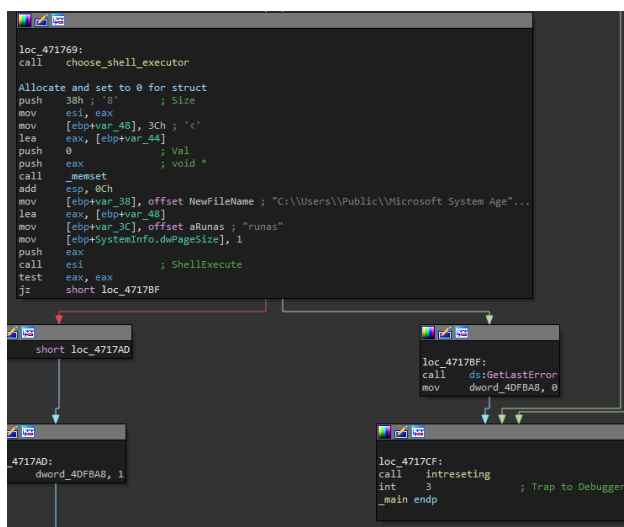 loc_471769:
call choose_shell_executor
Allocate and set to 0 for struct
push 38h ; '8' ; Size
mov esi, eax
mov [ebp+var_48], 3Ch ; '<'
lea eax, [ebp+var_44]
push 0 ; Val
push eax ; void *
call _memset
add esp, 0Ch
mov [ebp+var_38], offset NewFileName ; "C:\\Users\\Public\\Microsoft System Age"...
lea eax, [ebp+var_48]
mov [ebp+var_3C], offset aRunas ; "runas"
mov [ebp+SystemInfo.dwPageSize], 1
push eax
call esi ; ShellExecute
test eax, eax
jz short loc_4717BF
short loc_4717AD
loc_4717BF:
call ds:GetLastError
mov dword_4DFBA8, 0
_4717AD:
dword_4DFBA8, 1
loc_4717CF:
call intreseting
int 3 ; Trap to Debugger
_main endp